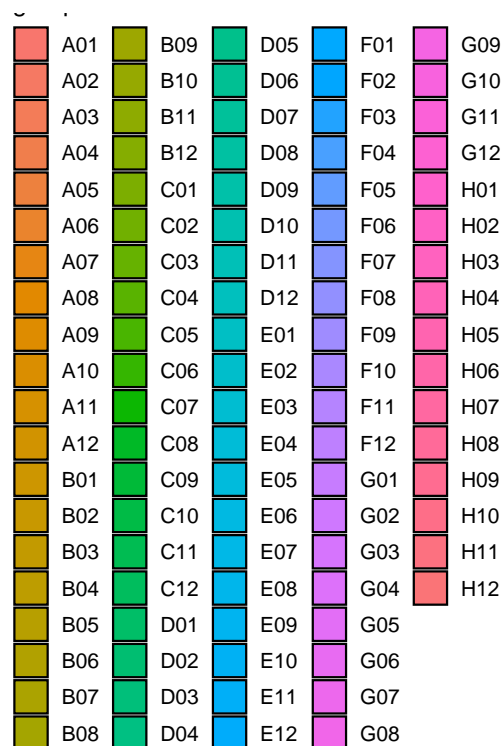 A01 B09 D05 F01 G09
A02 B10 D06 F02 G10
A03 B11 D07 F03 G11
A04 B12 D08 F04 G12
A05 C01 D09 F05 H01
A06 C02 D10 F06 H02
A07 C03 D11 F07 H03
A08 C04 D12 F08 H04
A09 C05 E01 F09 H05
A10 C06 E02 F10 H06
A11 C07 E03 F11 H07
A12 C08 E04 F12 H08
B01 C09 E05 G01 H09
B02 C10 E06 G02 H10
B03 C11 E07 G03 H11
B04 C12 E08 G04 H12
B05 D01 E09 G05
B06 D02 E10 G06
B07 D03 E11 G07
B08 D04 E12 G08